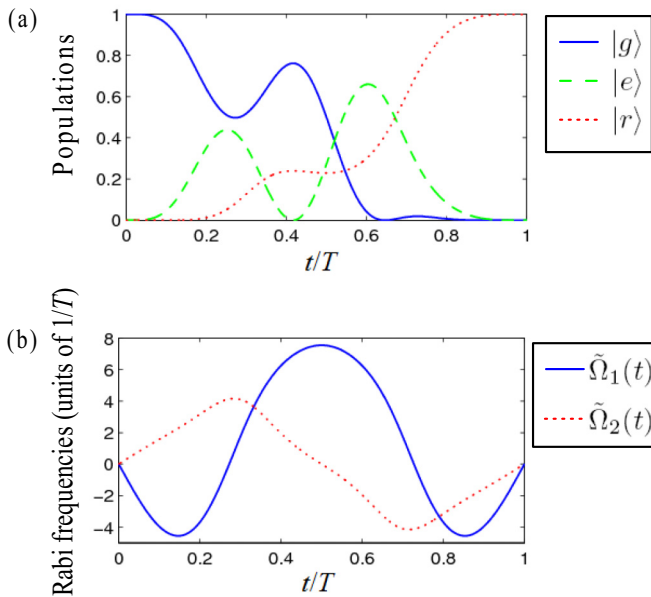 (a)
Populations
1
0.8
0.6
0.4
0.2
0
0 0.2 0.4 0.6 0.8 1
t/T
|g⟩
|e⟩
|r⟩
(b)
Rabi frequencies (units of 1/T)
8
6
4
2
0
−2
−4
0 0.2 0.4 0.6 0.8 1
t/T
Ω̃₁(t)
Ω̃₂(t)